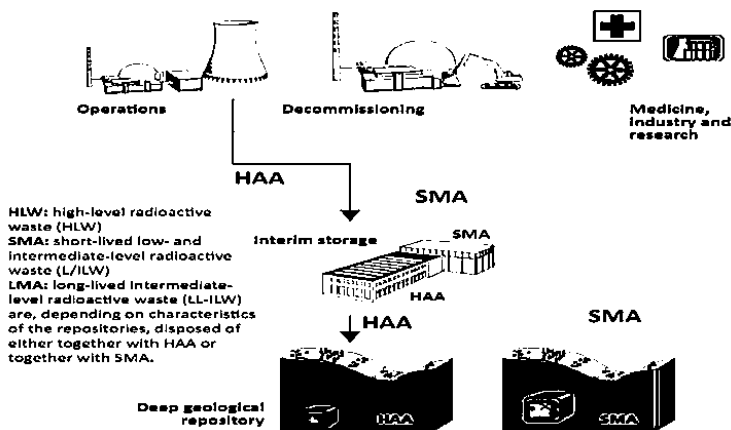 Operations
Decommissioning
Medicine,
industry and
research
HAA
SMA
HLW: high-level radioactive
waste (HLW)
SMA: short-lived low- and
intermediate-level radioactive
waste (L/ILW)
LMA: long-lived intermediate-
level radioactive waste (LL-ILW)
are, depending on characteristics
of the repositories, disposed of
either together with HAA or
together with SMA.
Interim storage
SMA
HAA
HAA
SMA
Deep geological
repository
HAA
SMA